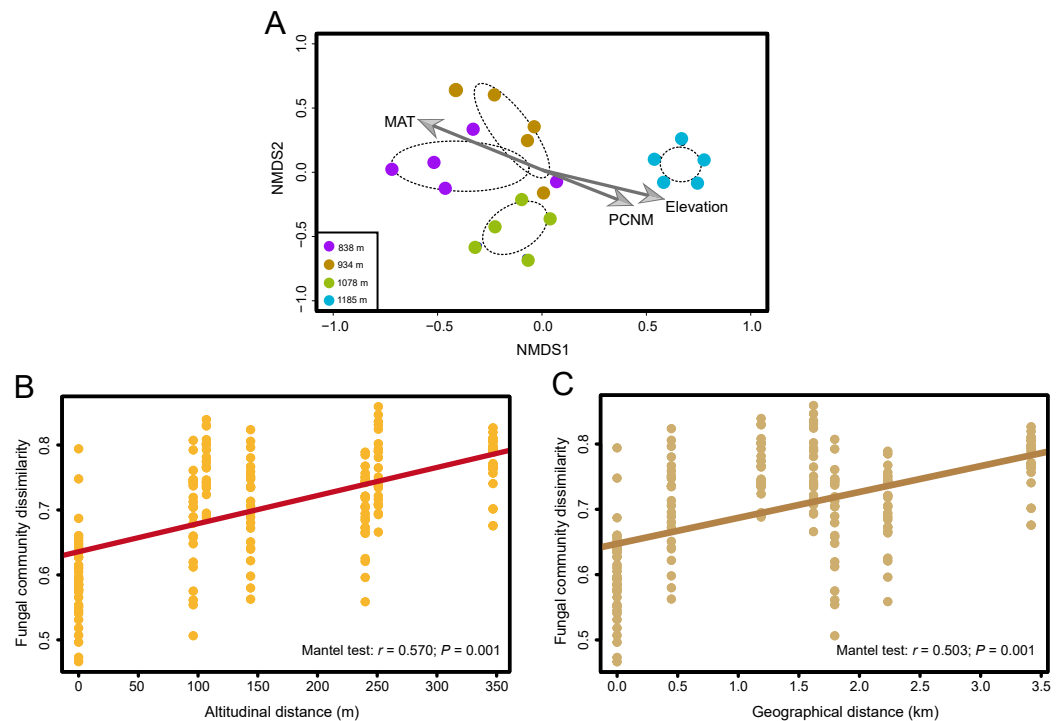 A
1.0
0.5
0.0
−0.5
−1.0
NMDS2
MAT
Elevation
PCNM
838 m
934 m
1078 m
1185 m
−1.0 −0.5 0.0 0.5 1.0
NMDS1
B
0.8
0.7
0.6
0.5
Fungal community dissimilarity
Mantel test: r = 0.570; P = 0.001
0 50 100 150 200 250 300 350
Altitudinal distance (m)
C
0.8
0.7
0.6
0.5
Fungal community dissimilarity
Mantel test: r = 0.503; P = 0.001
0.0 0.5 1.0 1.5 2.0 2.5 3.0 3.5
Geographical distance (km)